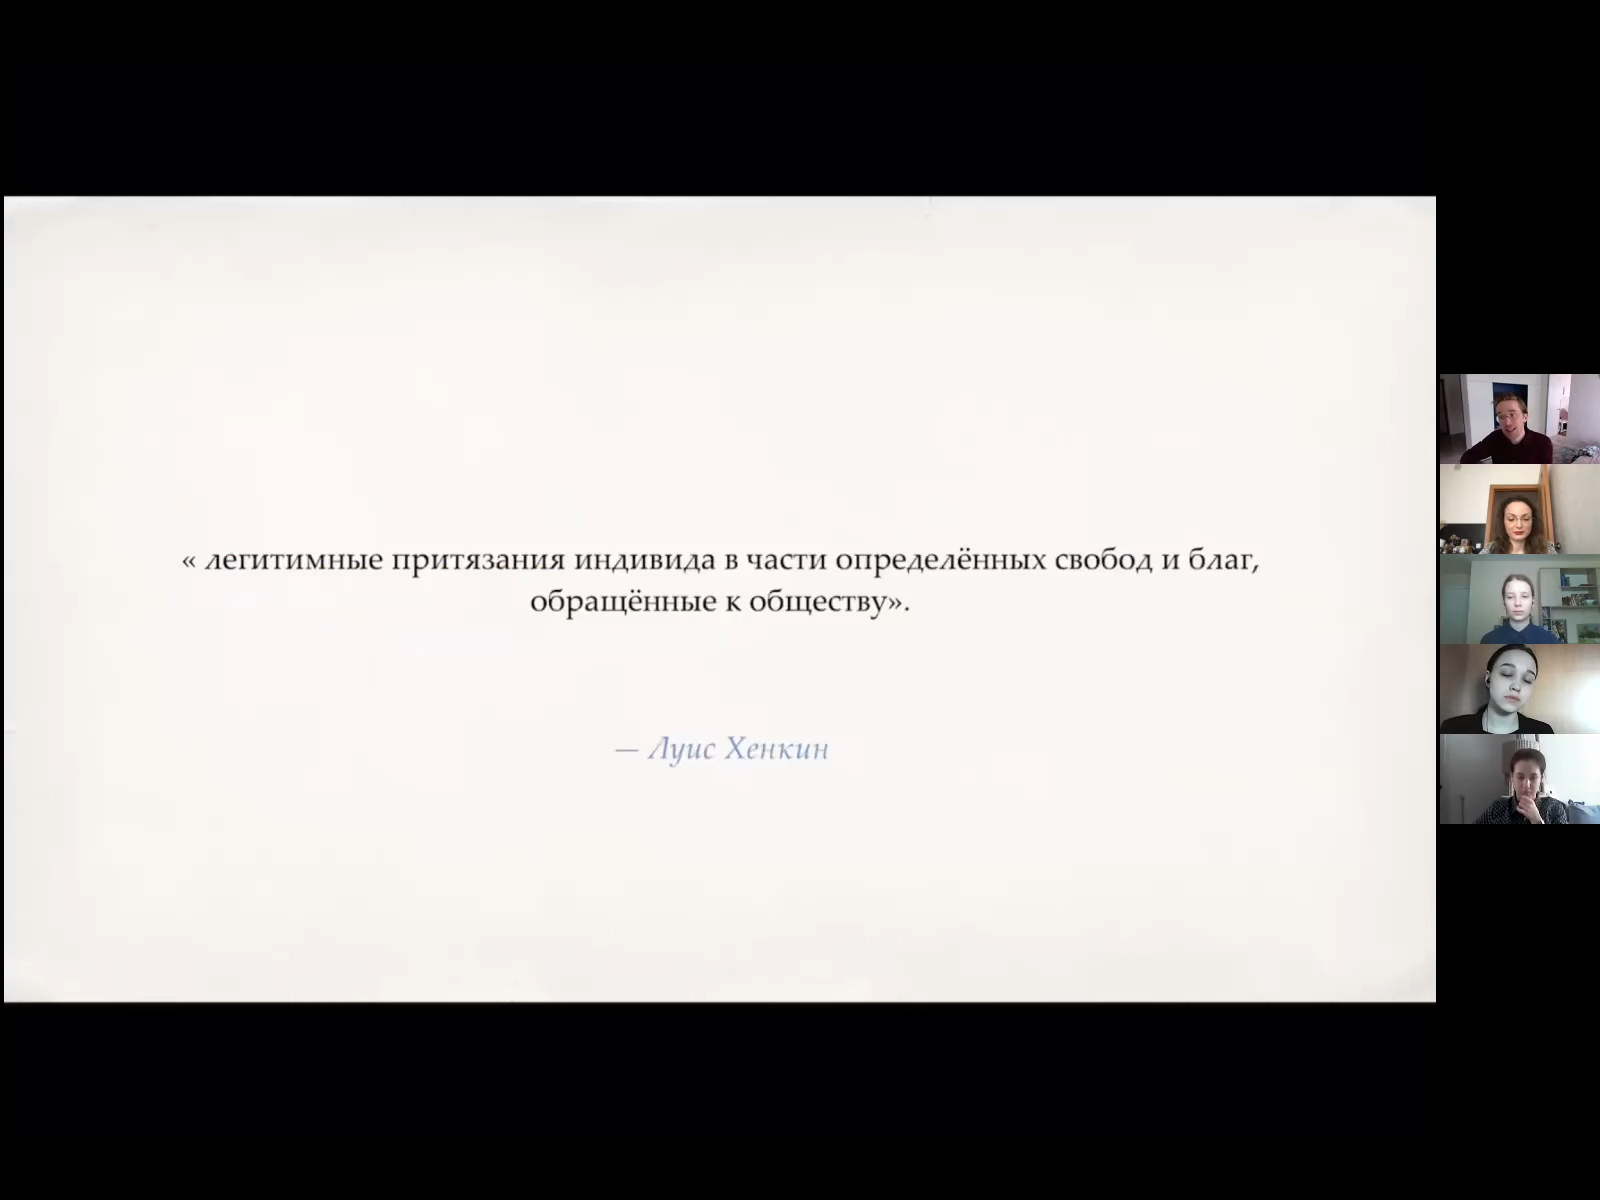 « легитимные притязания индивида в части определённых свобод и благ,
обращённые к обществу».
— Луис Хенкин